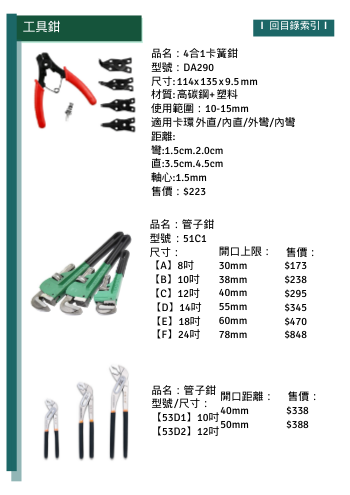 工具鉗
I 回目錄索引 I
品名：4合1卡簧鉗
型號：DA290
尺寸:114x135x9.5mm
材質:高碳鋼+塑料
使用範圍：10-15mm
適用卡環外直/內直/外彎/內彎
距離:
彎:1.5cm.2.0cm
直:3.5cm.4.5cm
軸心:1.5mm
售價：$223
品名：管子鉗
型號：51C1
尺寸： 開口上限： 售價：
【A】8吋 30mm $173
【B】10吋 38mm $238
【C】12吋 40mm $295
【D】14吋 55mm $345
【E】18吋 60mm $470
【F】24吋 78mm $848
品名：管子鉗
型號/尺寸： 開口距離： 售價：
【53D1】10吋 40mm $338
【53D2】12吋 50mm $388